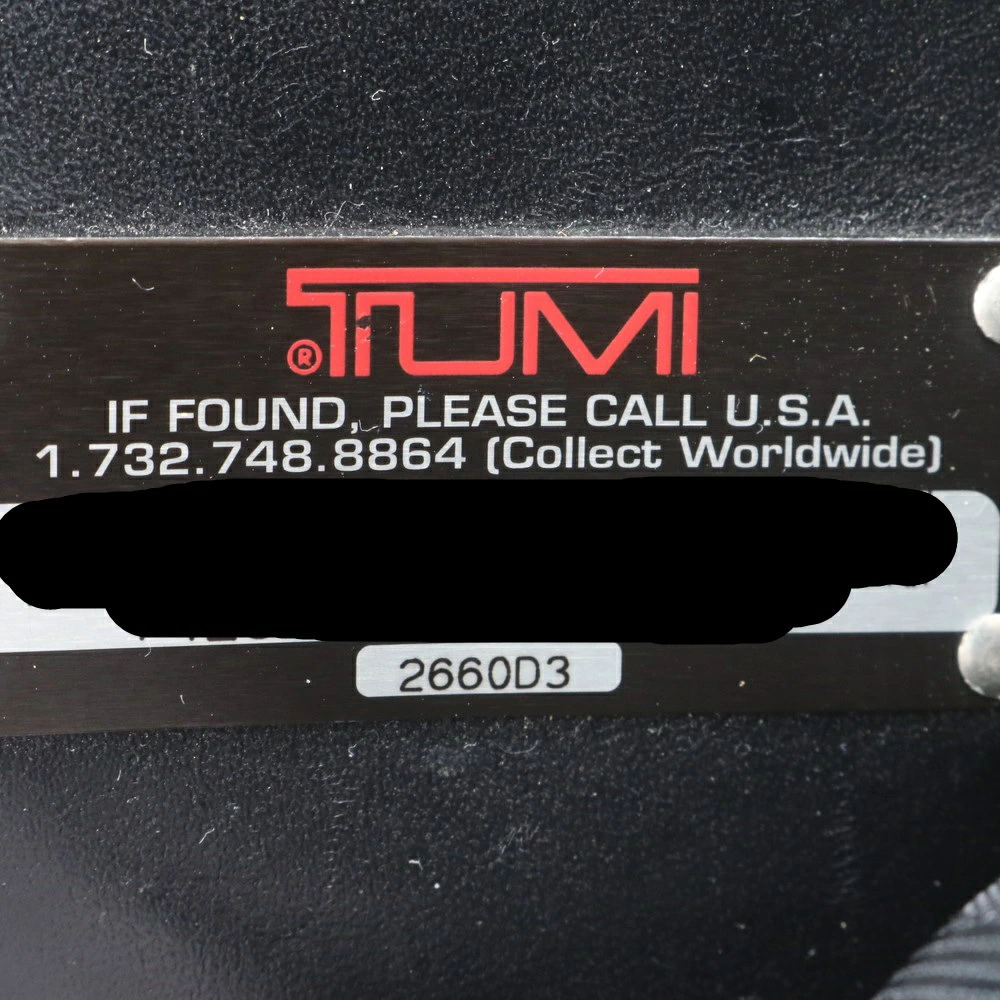 TUMI
®
IF FOUND, PLEASE CALL U.S.A.
1.732.748.8864 (Collect Worldwide)
2660D3